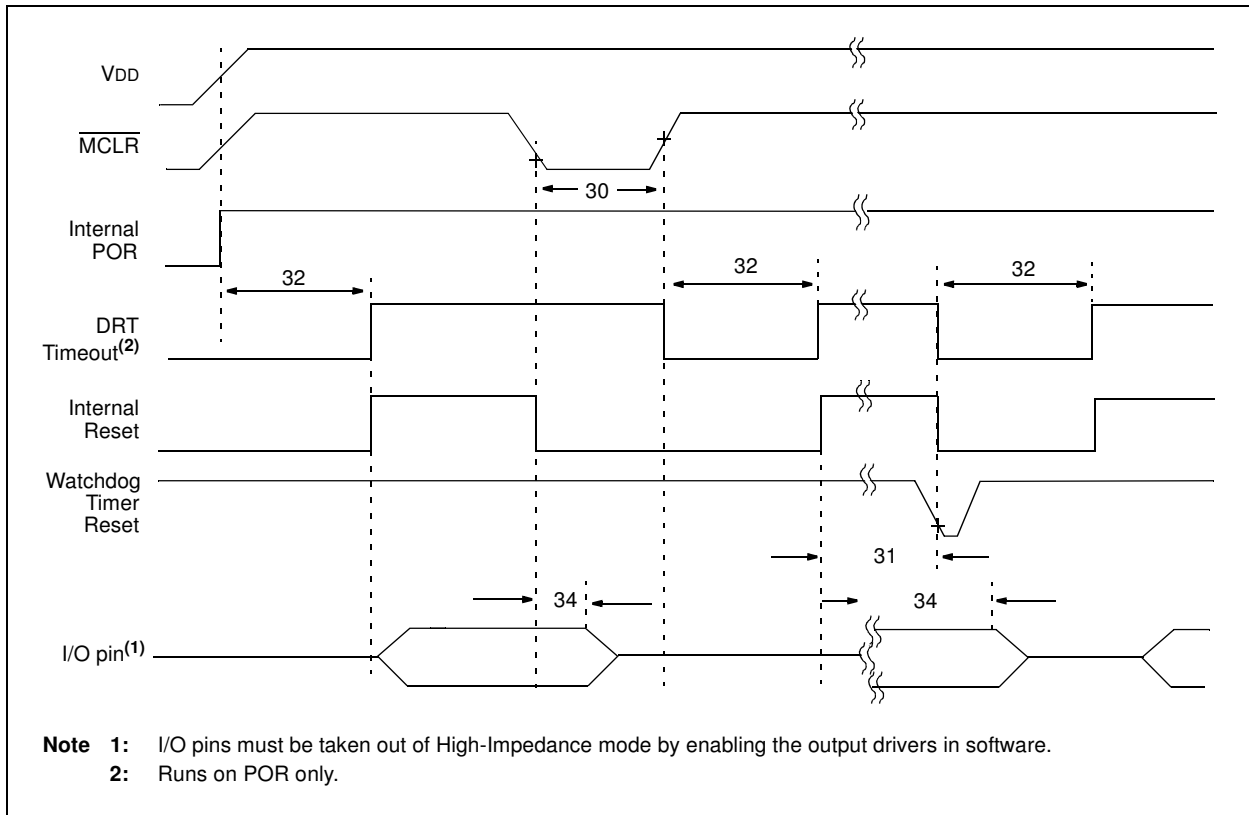 VDD
MCLR
30
Internal
POR
32
32
32
DRT
Timeout(2)
Internal
Reset
Watchdog
Timer
Reset
31
34
34
I/O pin(1)
Note 1: I/O pins must be taken out of High-Impedance mode by enabling the output drivers in software.
2: Runs on POR only.